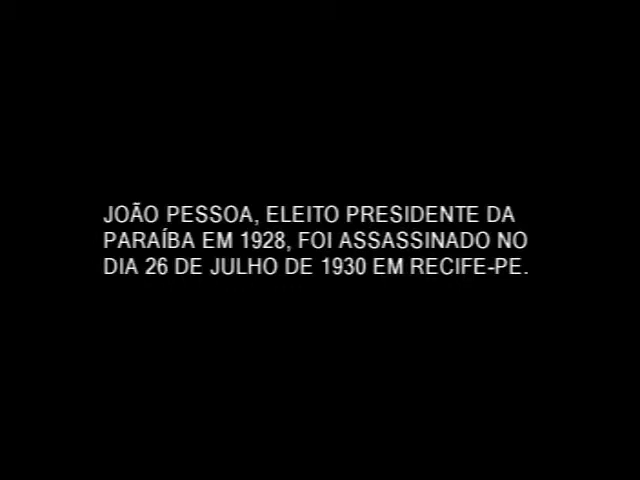 JOÃO PESSOA, ELEITO PRESIDENTE DA
PARAÍBA EM 1928, FOI ASSASSINADO NO
DIA 26 DE JULHO DE 1930 EM RECIFE-PE.